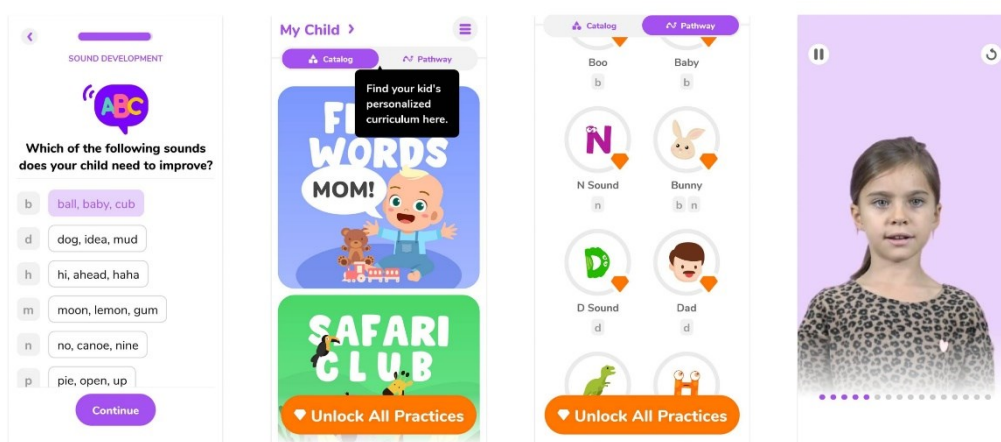 SOUND DEVELOPMENT
ABC
Which of the following sounds
does your child need to improve?
b ball, baby, cub
d dog, idea, mud
h hi, ahead, haha
m moon, lemon, gum
n no, canoe, nine
p pie, open, up
Continue
My Child >
Catalog Pathway
Find your kid's
personalized
curriculum here.
WORDS
MOM!
SAFARI
CLUB
Unlock All Practices
Catalog Pathway
Boo Baby
b b
N
N Sound Bunny
n b n
D
D Sound Dad
d d
Unlock All Practices